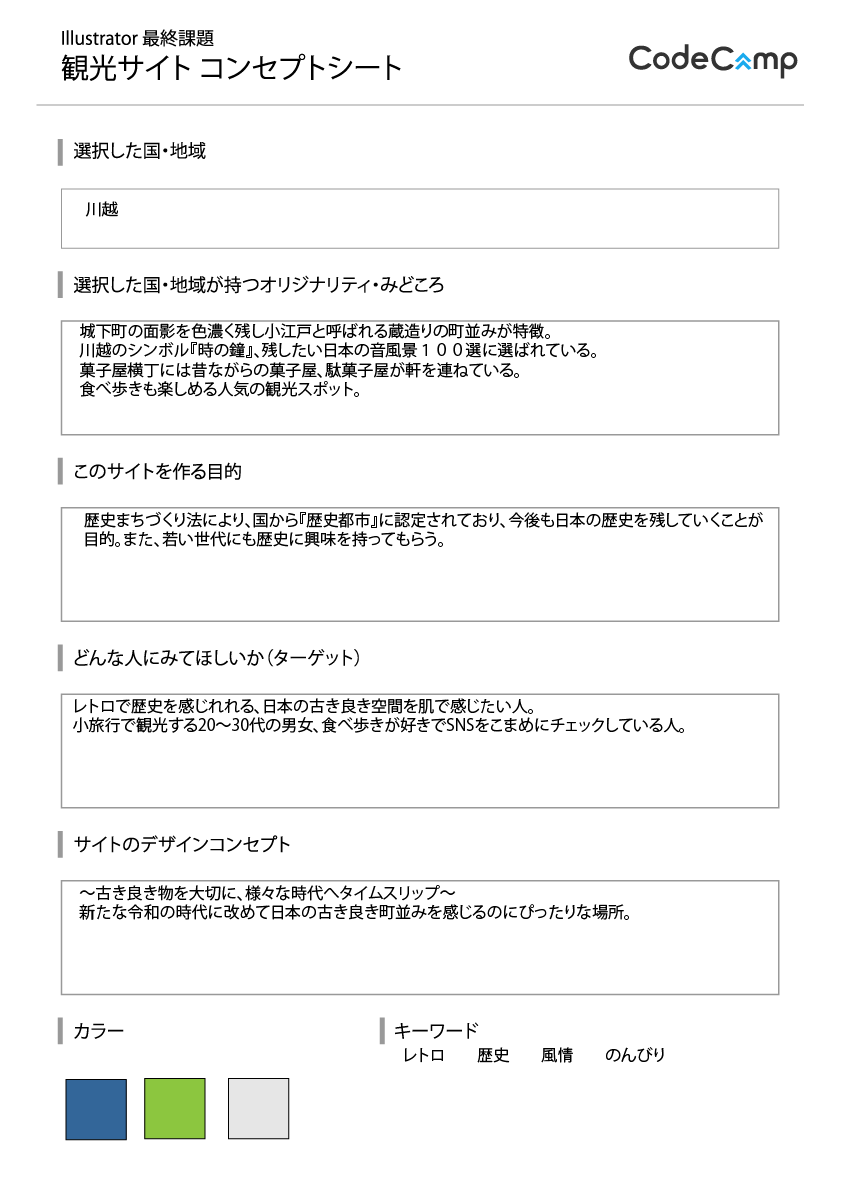 Illustrator 最終課題
観光サイト コンセプトシート
CodeCamp
選択した国・地域
川越
選択した国・地域が持つオリジナリティ・みどころ
城下町の面影を色濃く残し小江戸と呼ばれる蔵造りの町並みが特徴。
川越のシンボル『時の鐘』、残したい日本の音風景１００選に選ばれている。
菓子屋横丁には昔ながらの菓子屋、駄菓子屋が軒を連ねている。
食べ歩きも楽しめる人気の観光スポット。
このサイトを作る目的
歴史まちづくり法により、国から『歴史都市』に認定されており、今後も日本の歴史を残していくことが
目的。また、若い世代にも歴史に興味を持ってもらう。
どんな人にみてほしいか（ターゲット）
レトロで歴史を感じれれる、日本の古き良き空間を肌で感じたい人。
小旅行で観光する20～30代の男女、食べ歩きが好きでSNSをこまめにチェックしている人。
サイトのデザインコンセプト
～古き良き物を大切に、様々な時代へタイムスリップ～
新たな令和の時代に改めて日本の古き良き町並みを感じるのにぴったりな場所。
カラー
キーワード
レトロ 歴史 風情 のんびり